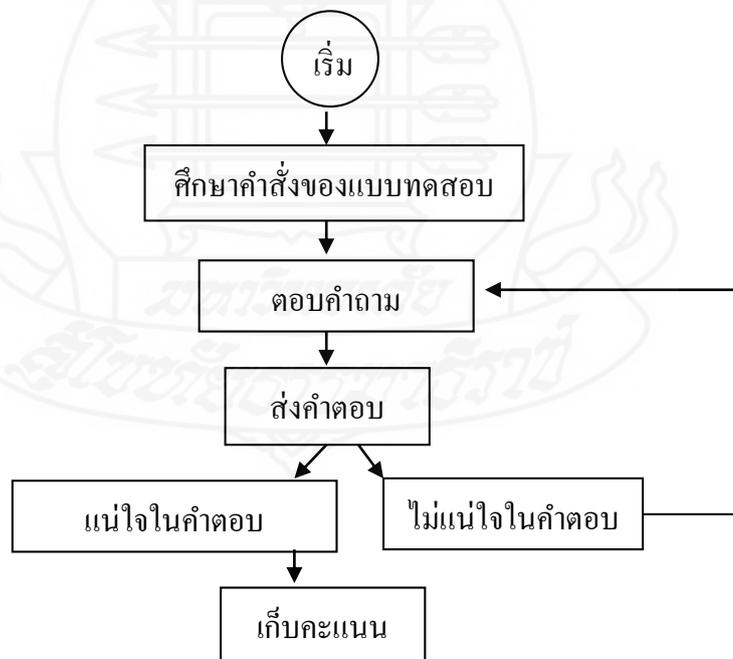 เริ่ม
ศึกษาคำสั่งของแบบทดสอบ
ตอบคำถาม
ส่งคำตอบ
แน่ใจในคำตอบ
ไม่แน่ใจในคำตอบ
เก็บคะแนน